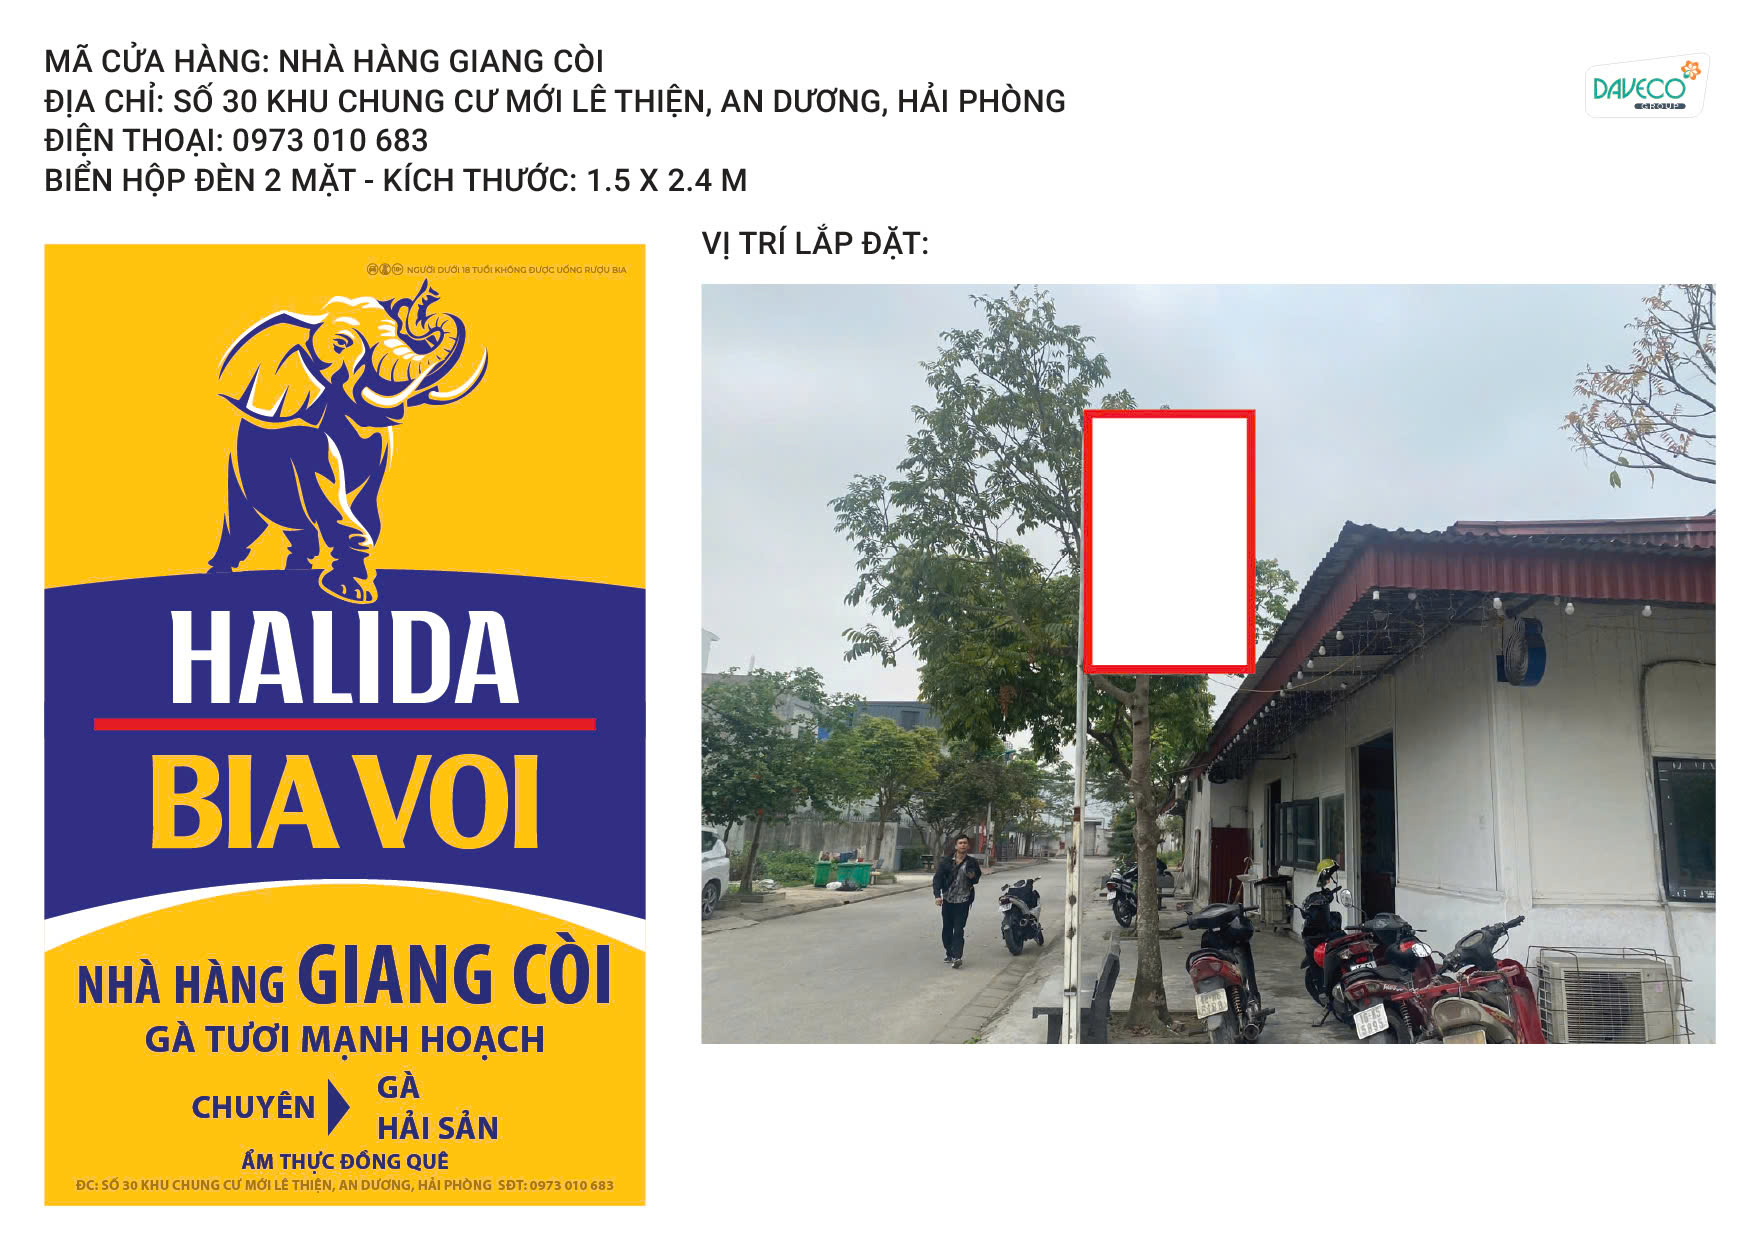 MÃ CỬA HÀNG: NHÀ HÀNG GIANG CÒI
ĐỊA CHỈ: SỐ 30 KHU CHUNG CƯ MỚI LÊ THIỆN, AN DƯƠNG, HẢI PHÒNG
ĐIỆN THOẠI: 0973 010 683
BIỂN HỘP ĐÈN 2 MẶT - KÍCH THƯỚC: 1.5 X 2.4 M
DAVECO
GROUP
VỊ TRÍ LẮP ĐẶT:
18+ NGƯỜI DƯỚI 18 TUỔI KHÔNG ĐƯỢC UỐNG RƯỢU BIA
HALIDA
BIA VOI
NHÀ HÀNG GIANG CÒI
GÀ TƯƠI MẠNH HOẠCH
CHUYÊN
GÀ
HẢI SẢN
ẨM THỰC ĐỒNG QUÊ
ĐC: SỐ 30 KHU CHUNG CƯ MỚI LÊ THIỆN, AN DƯƠNG, HẢI PHÒNG SĐT: 0973 010 683